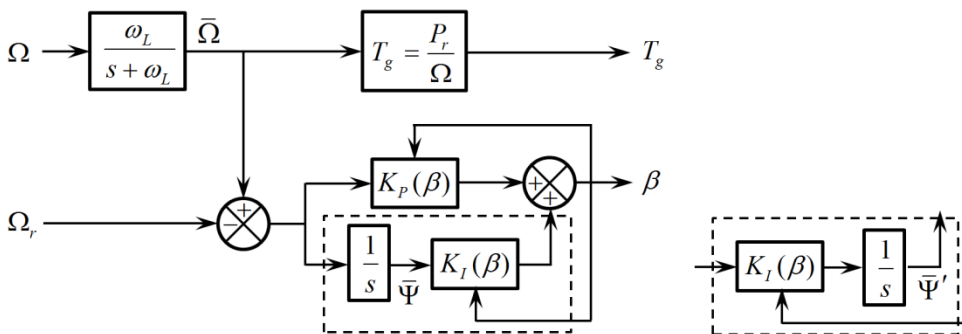 Ω
ω_L / (s + ω_L)
Ω̄
T_g = P_r / Ω
T_g
K_P(β)
+
+
β
Ω_r
+
−
1/s
Ψ̄
K_I(β)
K_I(β)
1/s
Ψ̄′